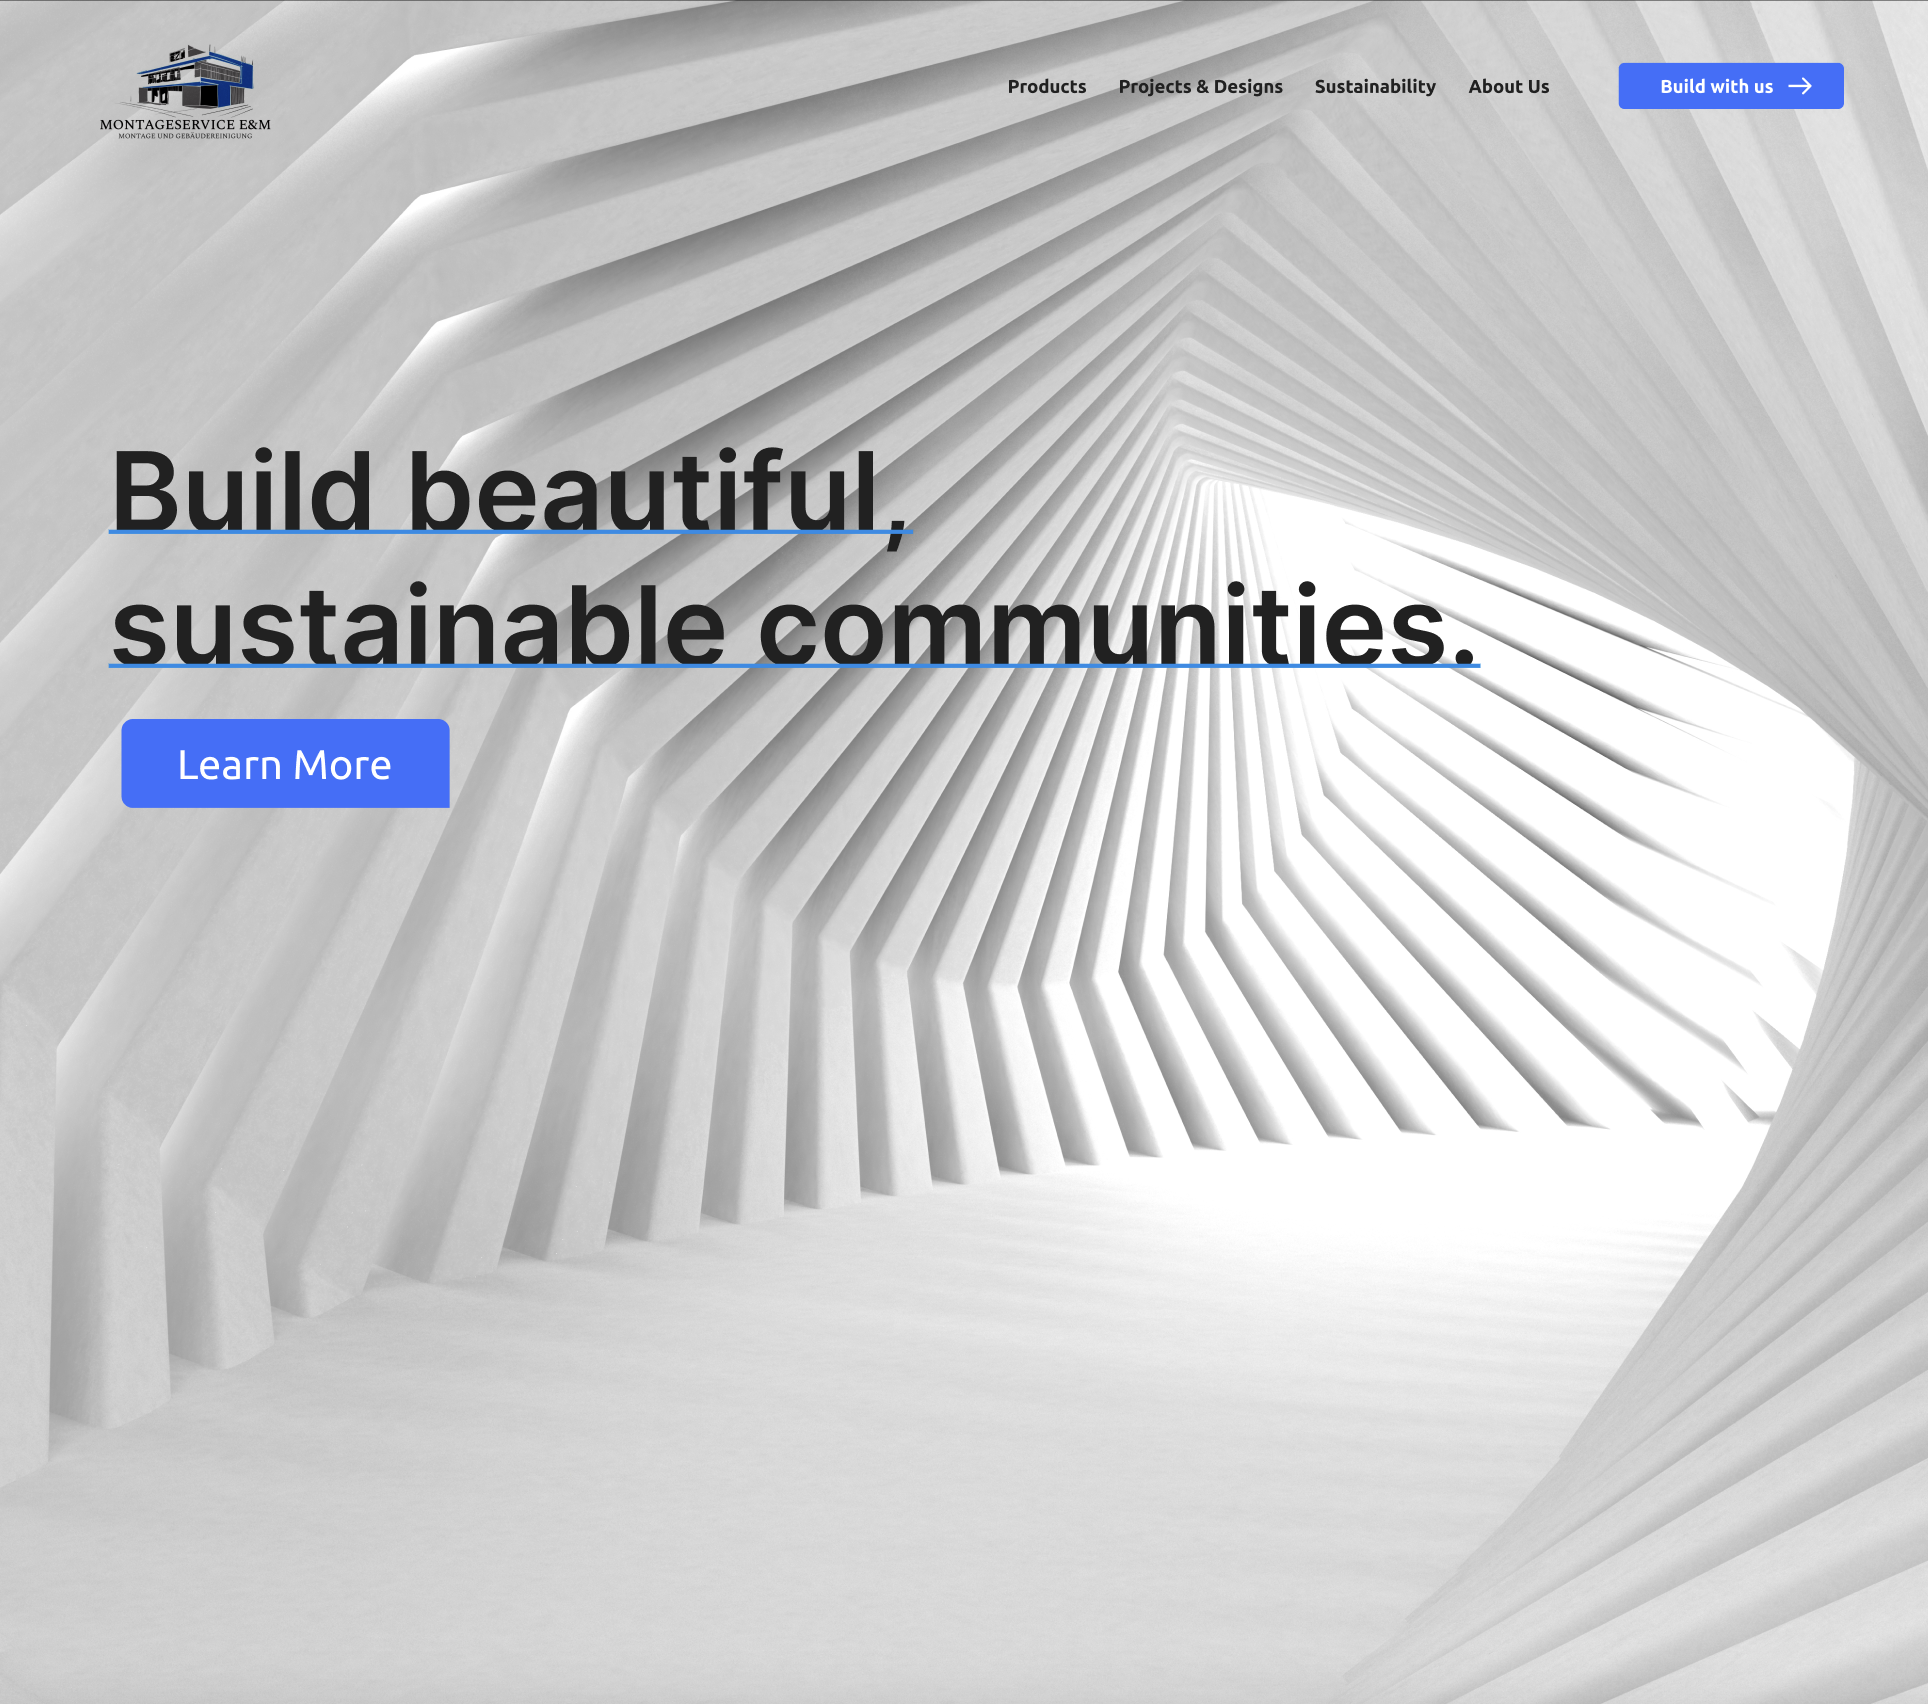 MONTAGESERVICE E&M
MONTAGE UND GEBÄUDEREINIGUNG
Products Projects & Designs Sustainability About Us Build with us
Build beautiful,
sustainable communities.
Learn More